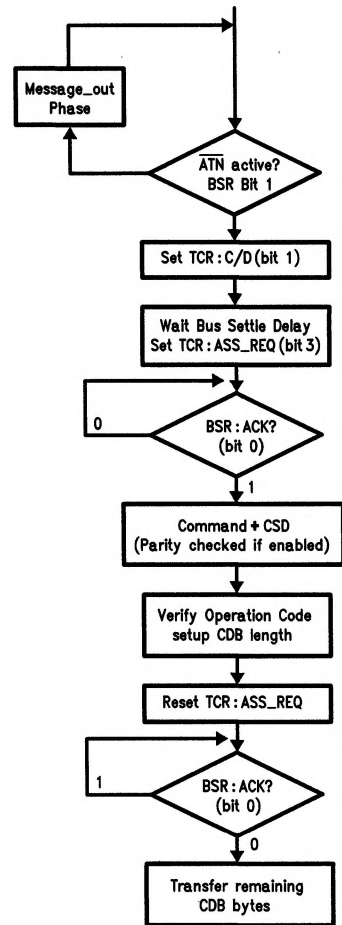 Message_out
Phase
ATN active?
BSR Bit 1
Set TCR:C/D(bit 1)
Wait Bus Settle Delay
Set TCR:ASS_REQ(bit3)
BSR:ACK?
(bit 0)
0
1
Command + CSD
(Parity checked if enabled)
Verify Operation Code
setup CDB length
Reset TCR:ASS_REQ
BSR:ACK?
(bit 0)
1
0
Transfer remaining
CDB bytes